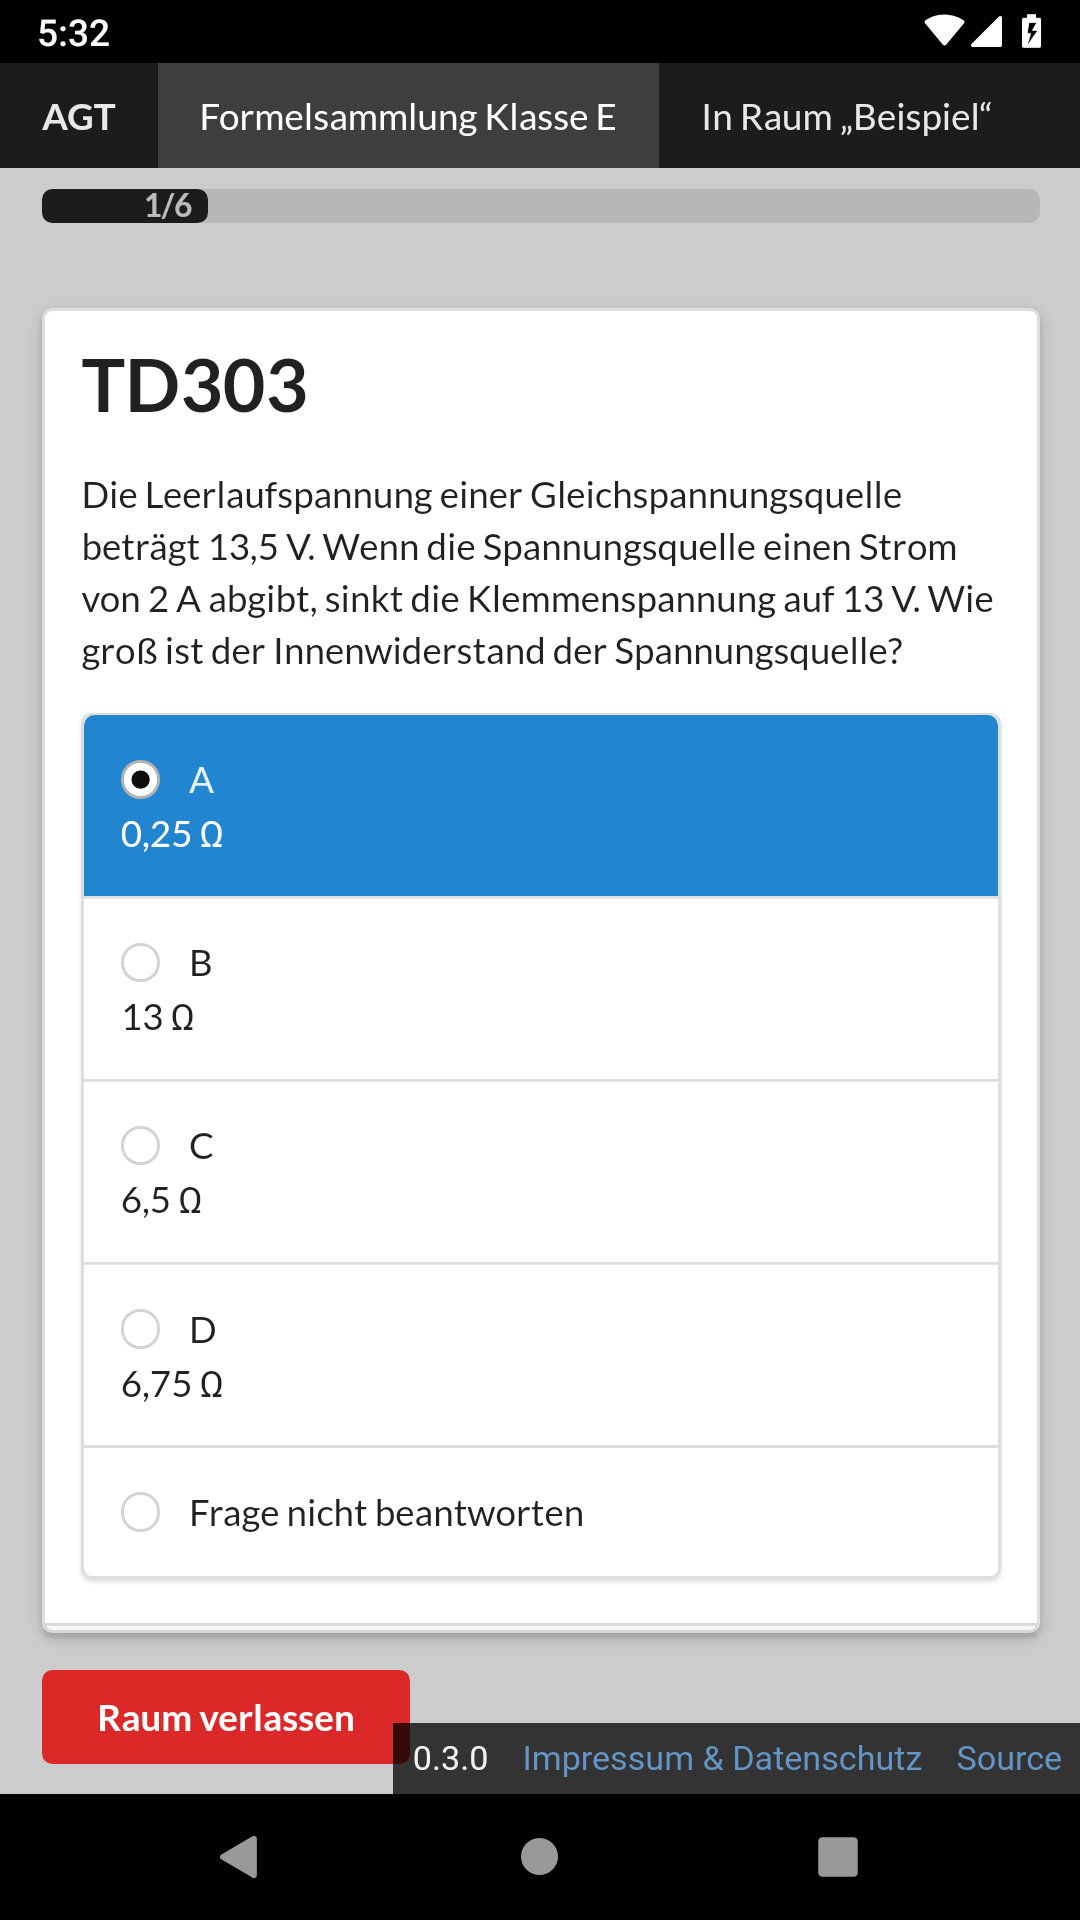 5:32
AGT Formelsammlung Klasse E In Raum „Beispiel“
1/6
TD303
Die Leerlaufspannung einer Gleichspannungsquelle
beträgt 13,5 V. Wenn die Spannungsquelle einen Strom
von 2 A abgibt, sinkt die Klemmenspannung auf 13 V. Wie
groß ist der Innenwiderstand der Spannungsquelle?
A
0,25 Ω
B
13 Ω
C
6,5 Ω
D
6,75 Ω
Frage nicht beantworten
Raum verlassen
0.3.0 Impressum & Datenschutz Source